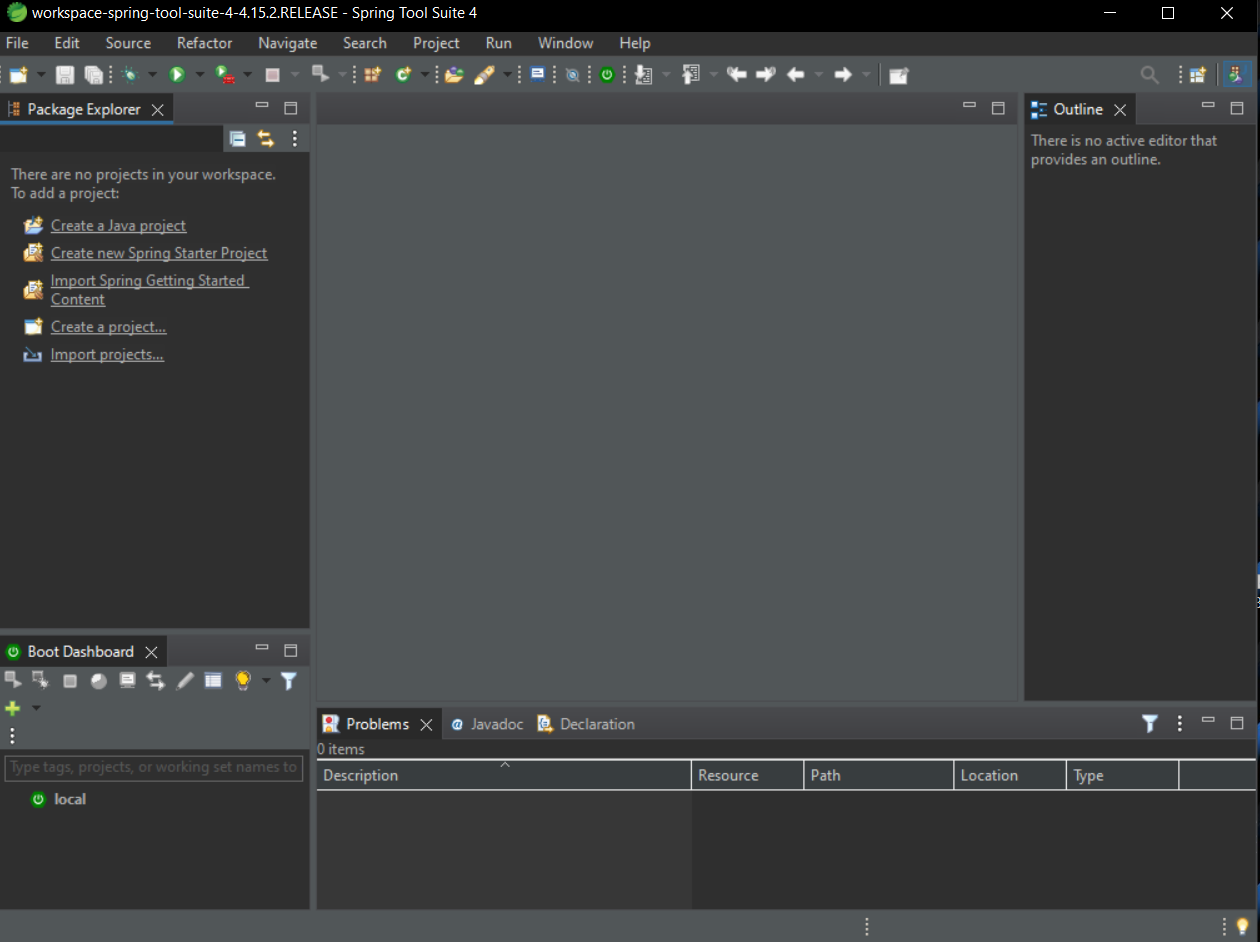 workspace-spring-tool-suite-4-4.15.2.RELEASE - Spring Tool Suite 4
File Edit Source Refactor Navigate Search Project Run Window Help
Package Explorer
Outline
There are no projects in your workspace.
To add a project:
Create a Java project
Create new Spring Starter Project
Import Spring Getting Started
Content
Create a project...
Import projects...
There is no active editor that
provides an outline.
Boot Dashboard
Type tags, projects, or working set names to
local
Problems Javadoc Declaration
0 items
Description Resource Path Location Type